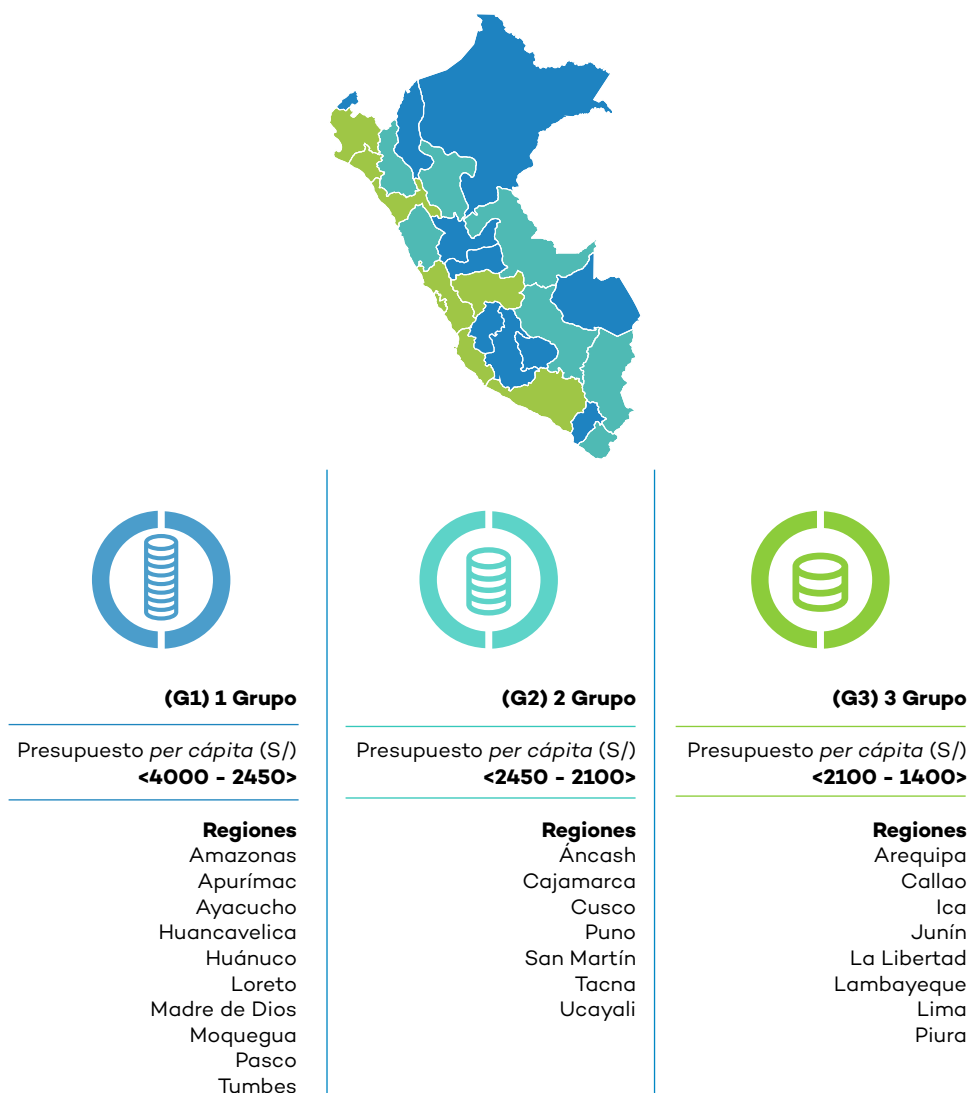 (G1) 1 Grupo
Presupuesto per cápita (S/)
<4000 - 2450>
Regiones
Amazonas
Apurímac
Ayacucho
Huancavelica
Huánuco
Loreto
Madre de Dios
Moquegua
Pasco
Tumbes
(G2) 2 Grupo
Presupuesto per cápita (S/)
<2450 - 2100>
Regiones
Áncash
Cajamarca
Cusco
Puno
San Martín
Tacna
Ucayali
(G3) 3 Grupo
Presupuesto per cápita (S/)
<2100 - 1400>
Regiones
Arequipa
Callao
Ica
Junín
La Libertad
Lambayeque
Lima
Piura